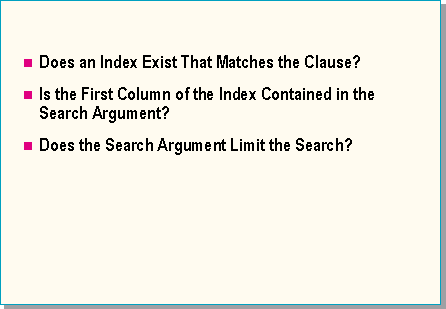 Does an Index Exist That Matches the Clause?
Is the First Column of the Index Contained in the
Search Argument?
Does the Search Argument Limit the Search?